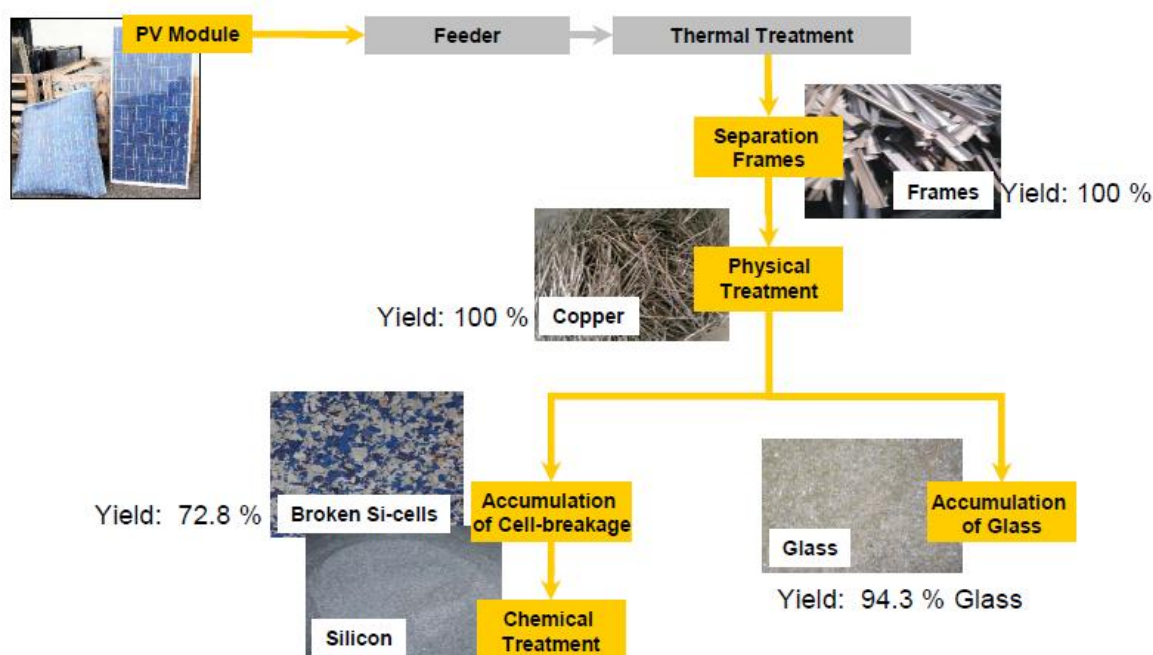 PV Module
Feeder
Thermal Treatment
Separation
Frames
Frames
Yield: 100 %
Physical
Treatment
Yield: 100 %
Copper
Accumulation
of Cell-breakage
Yield: 72.8 %
Broken Si-cells
Accumulation
of Glass
Glass
Yield: 94.3 % Glass
Chemical
Treatment
Silicon